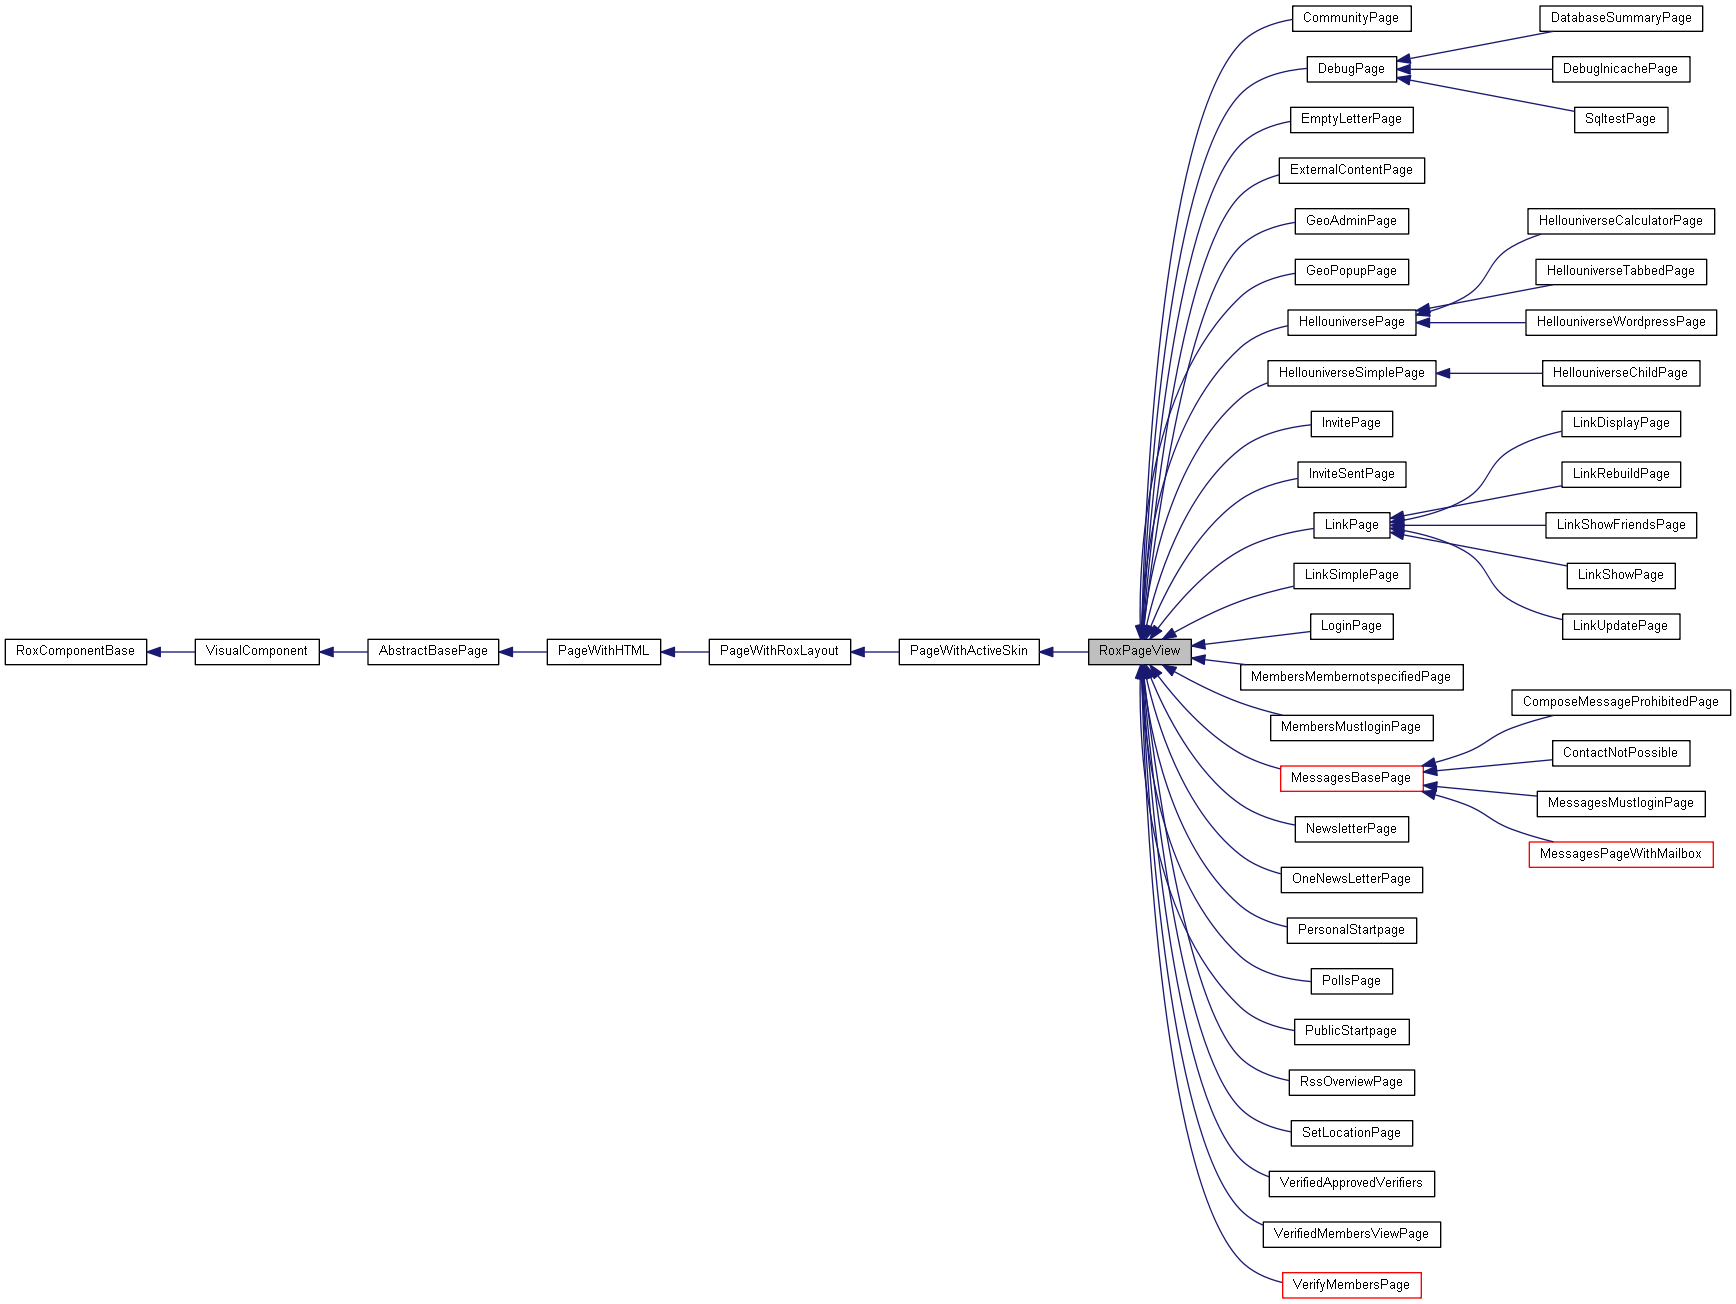 RoxComponentBase
VisualComponent
AbstractBasePage
PageWithHTML
PageWithRoxLayout
PageWithActiveSkin
RoxPageView
CommunityPage
DebugPage
DatabaseSummaryPage
DebugInicachePage
SqltestPage
EmptyLetterPage
ExternalContentPage
GeoAdminPage
GeoPopupPage
HellouniversePage
HellouniverseCalculatorPage
HellouniverseTabbedPage
HellouniverseWordpressPage
HellouniverseSimplePage
HellouniverseChildPage
InvitePage
InviteSentPage
LinkPage
LinkDisplayPage
LinkRebuildPage
LinkShowFriendsPage
LinkShowPage
LinkUpdatePage
LinkSimplePage
LoginPage
MembersMembernotspecifiedPage
MembersMustloginPage
MessagesBasePage
ComposeMessageProhibitedPage
ContactNotPossible
MessagesMustloginPage
MessagesPageWithMailbox
NewsletterPage
OneNewsLetterPage
PersonalStartpage
PollsPage
PublicStartpage
RssOverviewPage
SetLocationPage
VerifiedApprovedVerifiers
VerifiedMembersViewPage
VerifyMembersPage